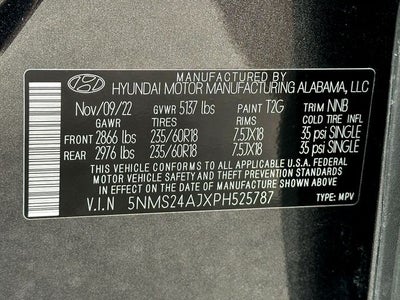 MANUFACTURED BY
HYUNDAI MOTOR MANUFACTURING ALABAMA, LLC
Nov/09/22 GVWR 5137 lbs PAINT T2G TRIM NNB
GAWR TIRES RIMS COLD TIRE INFL
FRONT 2866 lbs 235/60R18 7.5JX18 35 psi SINGLE
REAR 2976 lbs 235/60R18 7.5JX18 35 psi SINGLE
THIS VEHICLE CONFORMS TO ALL APPLICABLE U.S.A. FEDERAL
MOTOR VEHICLE SAFETY AND THEFT PREVENTION STANDARDS
IN EFFECT ON THE DATE OF MANUFACTURE SHOWN ABOVE.
V.I.N 5NMS24AJXPH525787 TYPE: MPV